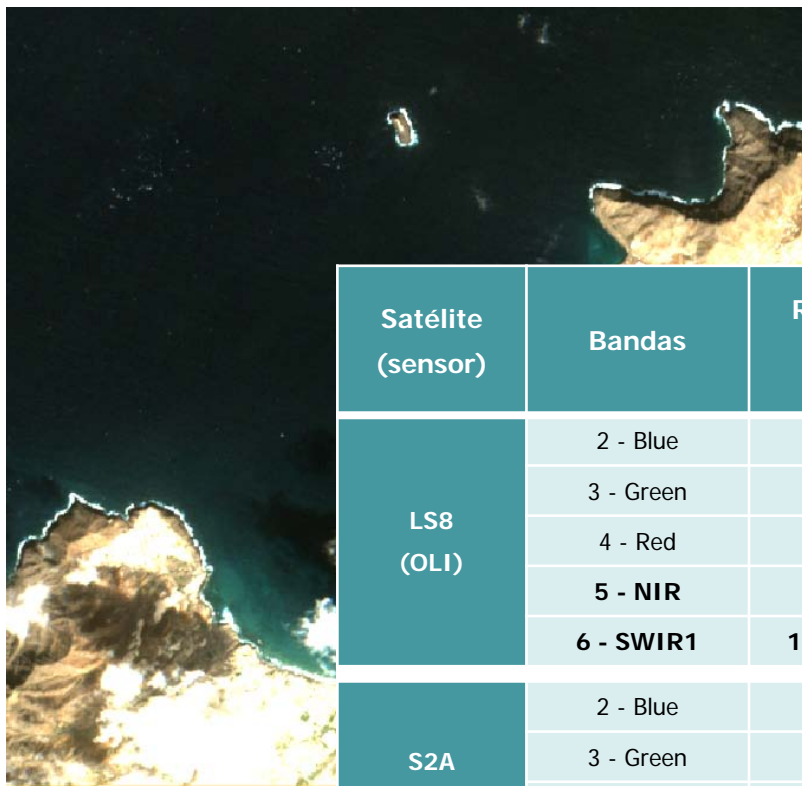 Satélite
(sensor)
Bandas
R
LS8
(OLI)
2 - Blue
3 - Green
4 - Red
5 - NIR
6 - SWIR1
1
S2A
2 - Blue
3 - Green